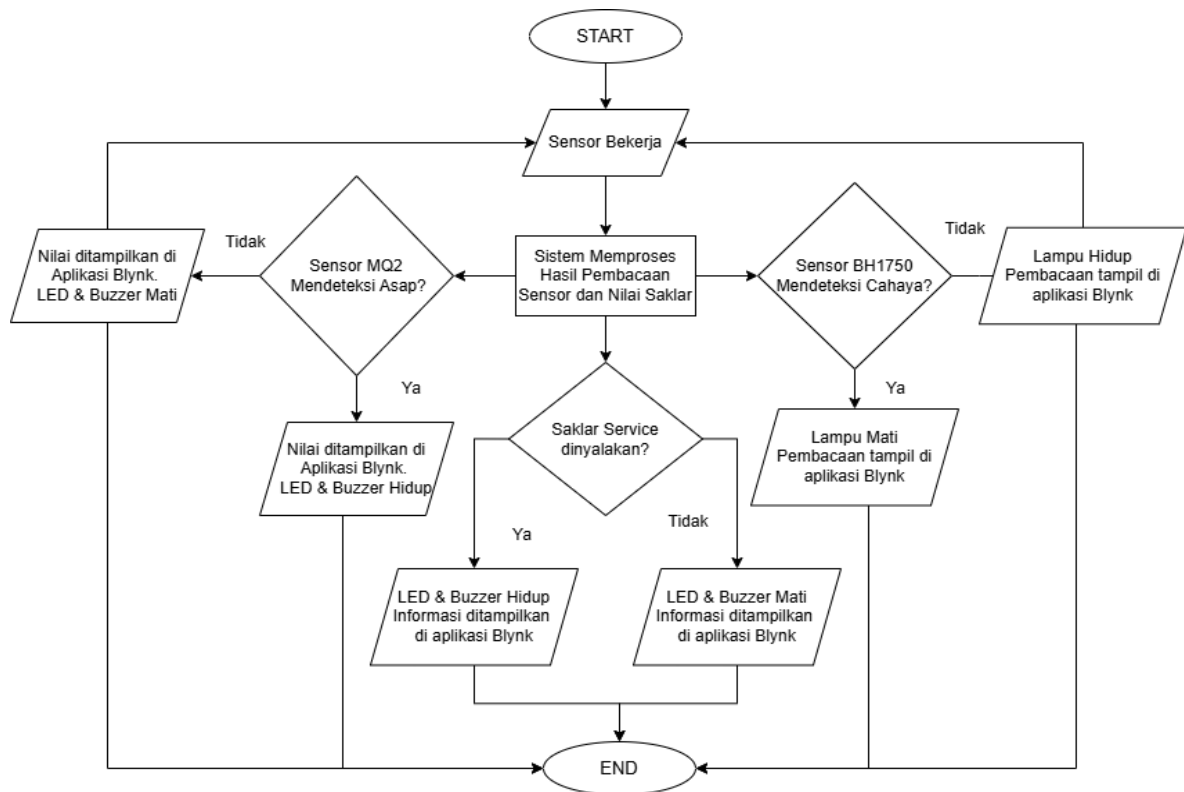 START
Sensor Bekerja
Sistem Memproses
Hasil Pembacaan
Sensor dan Nilai Saklar
Sensor MQ2
Mendeteksi Asap?
Tidak
Nilai ditampilkan di
Aplikasi Blynk.
LED & Buzzer Mati
Ya
Nilai ditampilkan di
Aplikasi Blynk.
LED & Buzzer Hidup
Saklar Service
dinyalakan?
Ya
LED & Buzzer Hidup
Informasi ditampilkan
di aplikasi Blynk
Tidak
LED & Buzzer Mati
Informasi ditampilkan
di aplikasi Blynk
Sensor BH1750
Mendeteksi Cahaya?
Tidak
Lampu Hidup
Pembacaan tampil di
aplikasi Blynk
Ya
Lampu Mati
Pembacaan tampil di
aplikasi Blynk
END